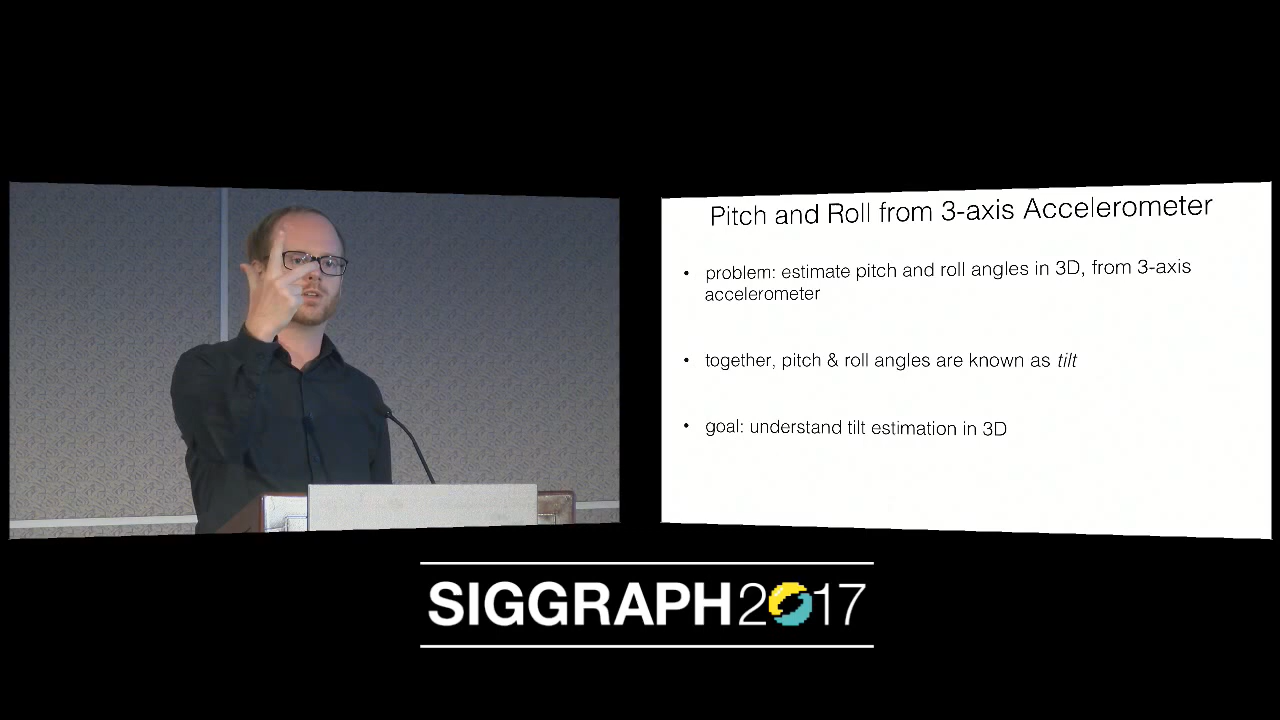 Pitch and Roll from 3-axis Accelerometer
• problem: estimate pitch and roll angles in 3D, from 3-axis
accelerometer
• together, pitch & roll angles are known as tilt
• goal: understand tilt estimation in 3D
SIGGRAPH2017